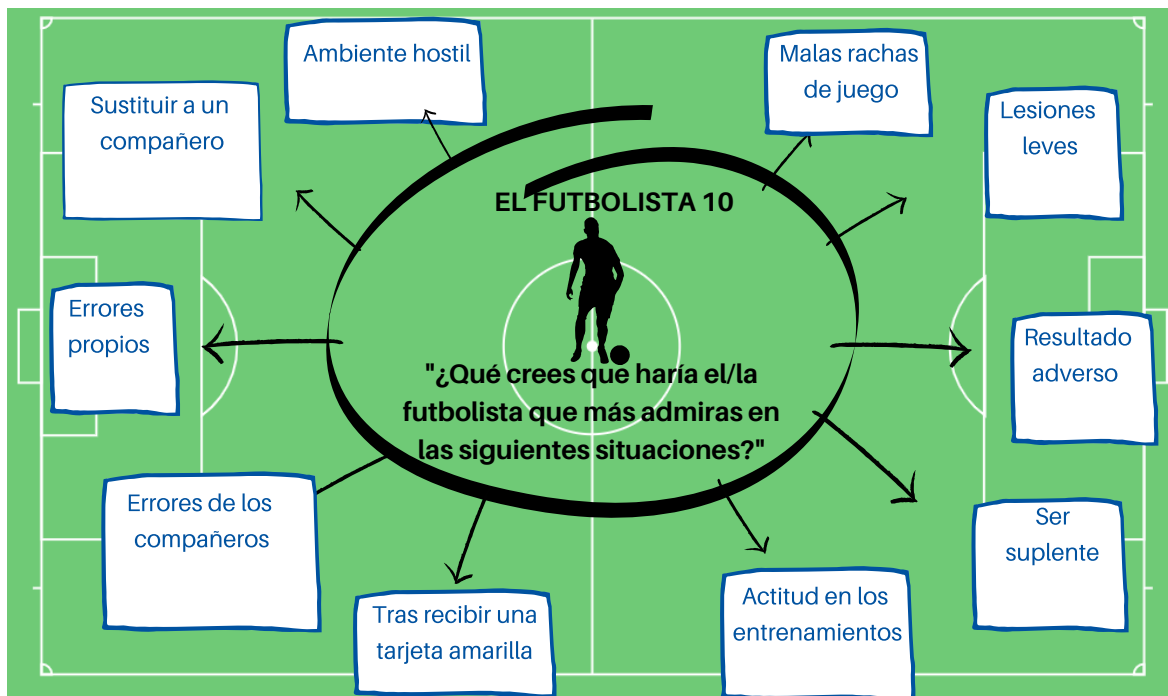 Ambiente hostil
Malas rachas
de juego
Sustituir a un
compañero
Lesiones
leves
EL FUTBOLISTA 10
Errores
propios
Resultado
adverso
"¿Qué crees que haría el/la
futbolista que más admiras en
las siguientes situaciones?"
Errores de los
compañeros
Ser
suplente
Tras recibir una
tarjeta amarilla
Actitud en los
entrenamientos